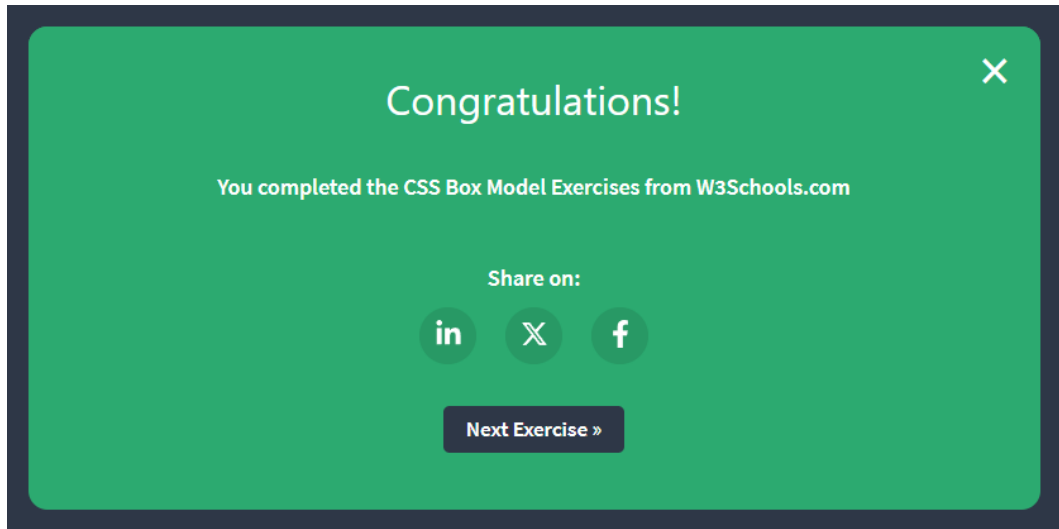 Congratulations!
You completed the CSS Box Model Exercises from W3Schools.com
Share on:
in X f
Next Exercise »